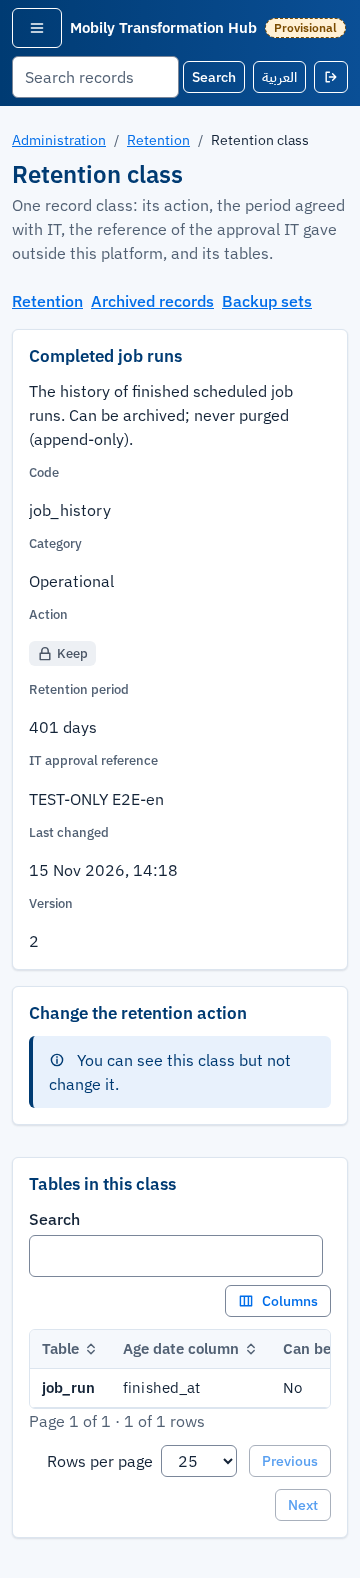 Mobily Transformation Hub Provisional
Search records Search العربية
Administration / Retention / Retention class
Retention class
One record class: its action, the period agreed
with IT, the reference of the approval IT gave
outside this platform, and its tables.
Retention Archived records Backup sets
Completed job runs
The history of finished scheduled job
runs. Can be archived; never purged
(append-only).
Code
job_history
Category
Operational
Action
Keep
Retention period
401 days
IT approval reference
TEST-ONLY E2E-en
Last changed
15 Nov 2026, 14:18
Version
2
Change the retention action
You can see this class but not
change it.
Tables in this class
Search
Columns
Table Age date column Can be
job_run finished_at No
Page 1 of 1 · 1 of 1 rows
Rows per page 25 Previous
Next